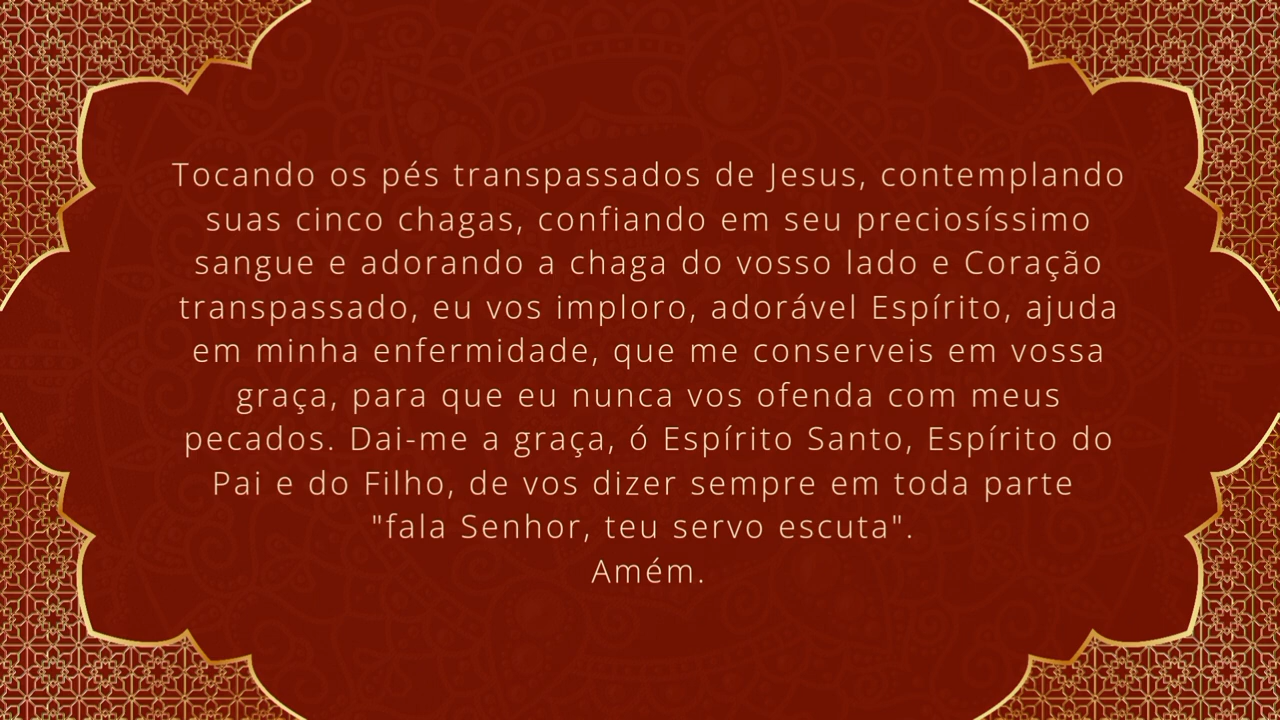 Tocando os pés transpassados de Jesus, contemplando
suas cinco chagas, confiando em seu preciosíssimo
sangue e adorando a chaga do vosso lado e Coração
transpassado, eu vos imploro, adorável Espírito, ajuda
em minha enfermidade, que me conserveis em vossa
graça, para que eu nunca vos ofenda com meus
pecados. Dai-me a graça, ó Espírito Santo, Espírito do
Pai e do Filho, de vos dizer sempre em toda parte
"fala Senhor, teu servo escuta".
Amém.